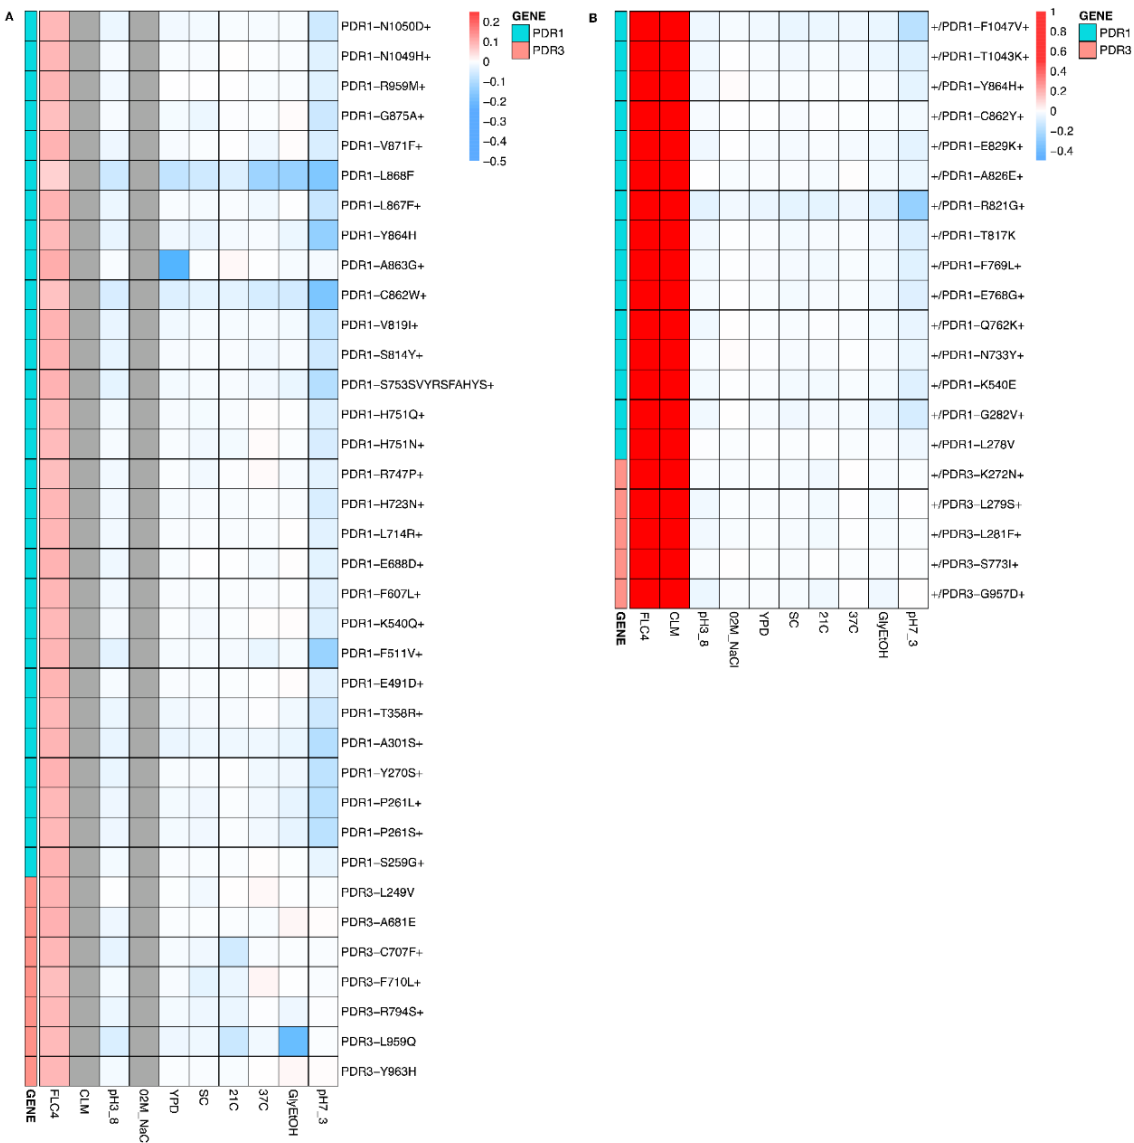 A
PDR1–N1050D+
PDR1–N1049H+
PDR1–R959M+
PDR1–G875A+
PDR1–V871F+
PDR1–L868F
PDR1–L867F+
PDR1–Y864H
PDR1–A863G+
PDR1–C862W+
PDR1–V819I+
PDR1–S814Y+
PDR1–S753SVYRSFAHYS+
PDR1–H751Q+
PDR1–H751N+
PDR1–R747P+
PDR1–H723N+
PDR1–L714R+
PDR1–E688D+
PDR1–F607L+
PDR1–K540Q+
PDR1–F511V+
PDR1–E491D+
PDR1–T358R+
PDR1–A301S+
PDR1–Y270S+
PDR1–P261L+
PDR1–P261S+
PDR1–S259G+
PDR3–L249V
PDR3–A681E
PDR3–C707F+
PDR3–F710L+
PDR3–R794S+
PDR3–L959Q
PDR3–Y963H
GENE
FLC4
CLM
pH3_8
02M_NaC
YPD
SC
21C
37C
GlyEtOH
pH7_3
0.2
0.1
0
−0.1
−0.2
−0.3
−0.4
−0.5
GENE
PDR1
PDR3
B
+/PDR1–F1047V+
+/PDR1–T1043K+
+/PDR1–Y864H+
+/PDR1–C862Y+
+/PDR1–E829K+
+/PDR1–A826E+
+/PDR1–R821G+
+/PDR1–T817K
+/PDR1–F769L+
+/PDR1–E768G+
+/PDR1–Q762K+
+/PDR1–N733Y+
+/PDR1–K540E
+/PDR1–G282V+
+/PDR1–L278V
+/PDR3–K272N+
+/PDR3–L279S+
+/PDR3–L281F+
+/PDR3–S773I+
+/PDR3–G957D+
GENE
FLC4
CLM
pH3_8
02M_NaCl
YPD
SC
21C
37C
GlyEtOH
pH7_3
1
0.8
0.6
0.4
0.2
0
−0.2
−0.4
GENE
PDR1
PDR3